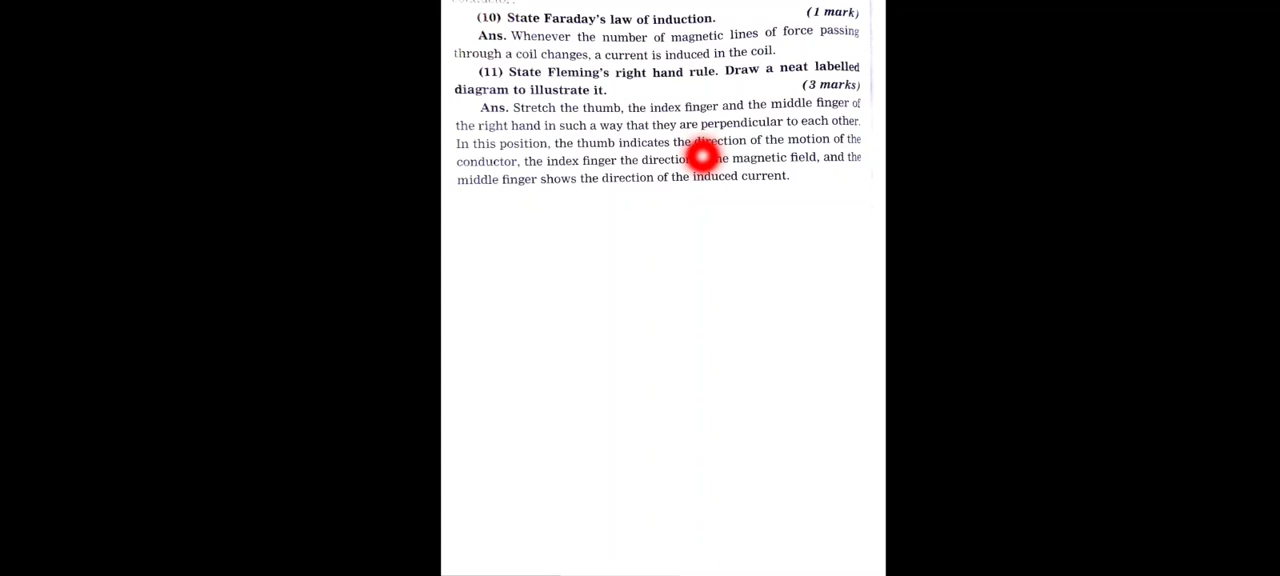 (10) State Faraday's law of induction. (1 mark)
Ans. Whenever the number of magnetic lines of force passing
through a coil changes, a current is induced in the coil.
(11) State Fleming's right hand rule. Draw a neat labelled
diagram to illustrate it. (3 marks)
Ans. Stretch the thumb, the index finger and the middle finger of
the right hand in such a way that they are perpendicular to each other.
In this position, the thumb indicates the direction of the motion of the
conductor, the index finger the direction magnetic field, and the
middle finger shows the direction of the induced current.